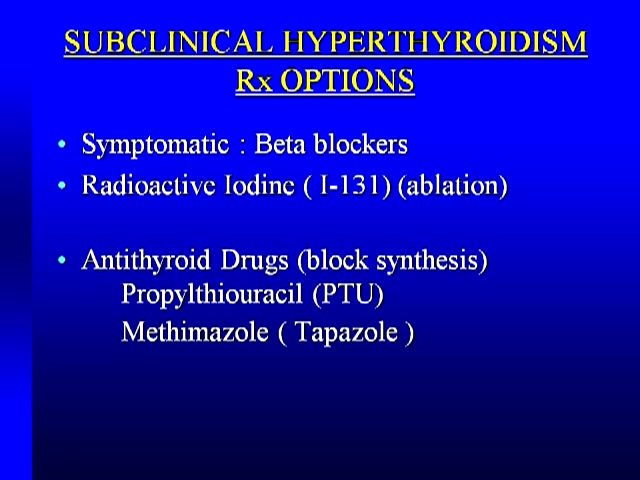 SUBCLINICAL HYPERTHYROIDISM
Rx OPTIONS
• Symptomatic : Beta blockers
• Radioactive Iodine ( I-131) (ablation)
• Antithyroid Drugs (block synthesis)
Propylthiouracil (PTU)
Methimazole ( Tapazole )